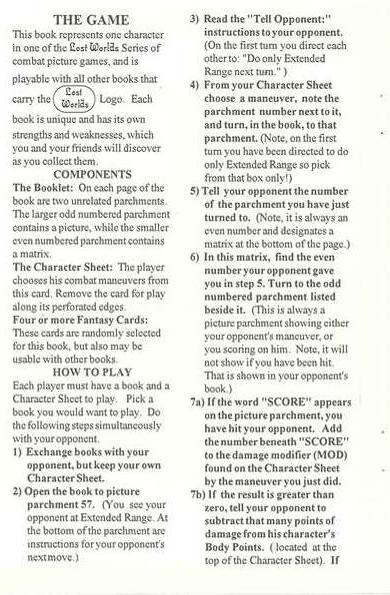 THE GAME
This book represents one character
in one of the Lost Worlds Series of
combat picture games, and is
playable with all other books that
carry the Lost Worlds Logo. Each
book is unique and has its own
strengths and weaknesses, which
you and your friends will discover
as you collect them.
COMPONENTS
The Booklet: On each page of the
book are two unrelated parchments.
The larger odd numbered parchment
contains a picture, while the smaller
even numbered parchment contains
a matrix.
The Character Sheet: The player
chooses his combat maneuvers from
this card. Remove the card for play
along its perforated edges.
Four or more Fantasy Cards:
These cards are randomly selected
for this book, but also may be
usable with other books.
HOW TO PLAY
Each player must have a book and a
Character Sheet to play. Pick a
book you would want to play. Do
the following steps simultaneously
with your opponent.
1) Exchange books with your
opponent, but keep your own
Character Sheet.
2) Open the book to picture
parchment 57. (You see your
opponent at Extended Range. At
the bottom of the parchment are
instructions for your opponent's
next move.)
3) Read the "Tell Opponent:"
instructions to your opponent.
(On the first turn you direct each
other to: "Do only Extended
Range next turn." )
4) From your Character Sheet
choose a maneuver, note the
parchment number next to it,
and turn, in the book, to that
parchment. (Note, on the first
turn you have been directed to do
only Extended Range so pick
from that box only!)
5) Tell your opponent the number
of the parchment you have just
turned to. (Note, it is always an
even number and designates a
matrix at the bottom of the page.)
6) In this matrix, find the even
number your opponent gave
you in step 5. Turn to the odd
numbered parchment listed
beside it. (This is always a
picture parchment showing either
your opponent's maneuver, or
you scoring on him. Note, it will
not show if you have been hit.
That is shown in your opponent's
book.)
7a) If the word "SCORE" appears
on the picture parchment, you
have hit your opponent. Add
the number beneath "SCORE"
to the damage modifier (MOD)
found on the Character Sheet
by the maneuver you just did.
7b) If the result is greater than
zero, tell your opponent to
subtract that many points of
damage from his character's
Body Points. ( located at the
top of the Character Sheet). If